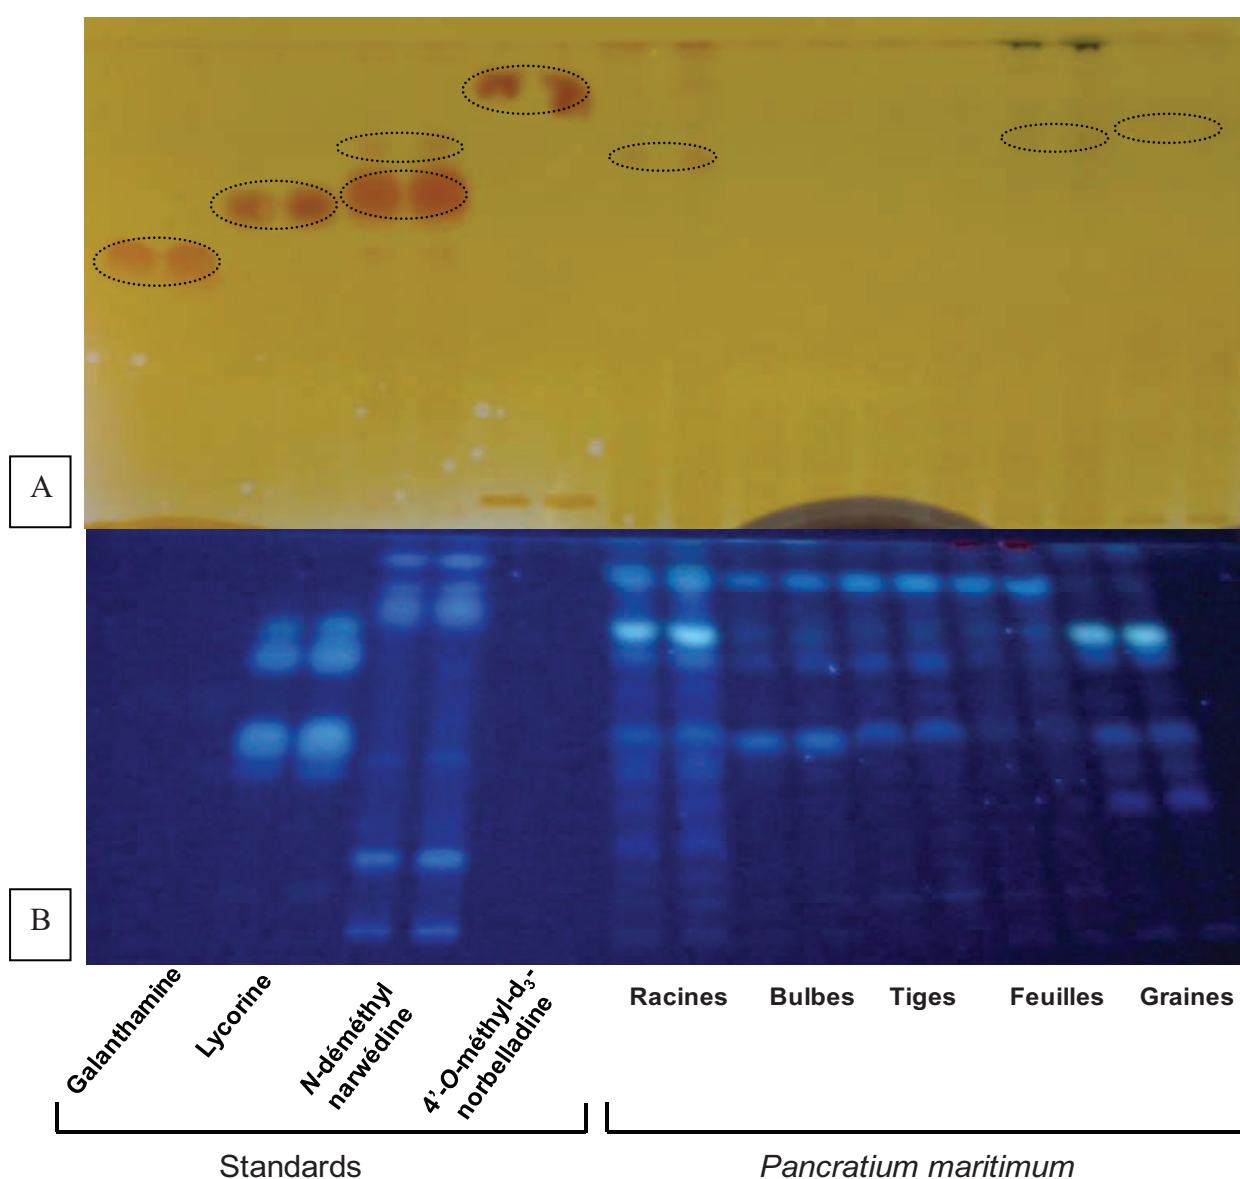 A
B
Galanthamine
Lycorine
N-déméthyl
narwédine
4'-O-méthyl-d3-
norbelladine
Racines
Bulbes
Tiges
Feuilles
Graines
Standards
Pancratium maritimum